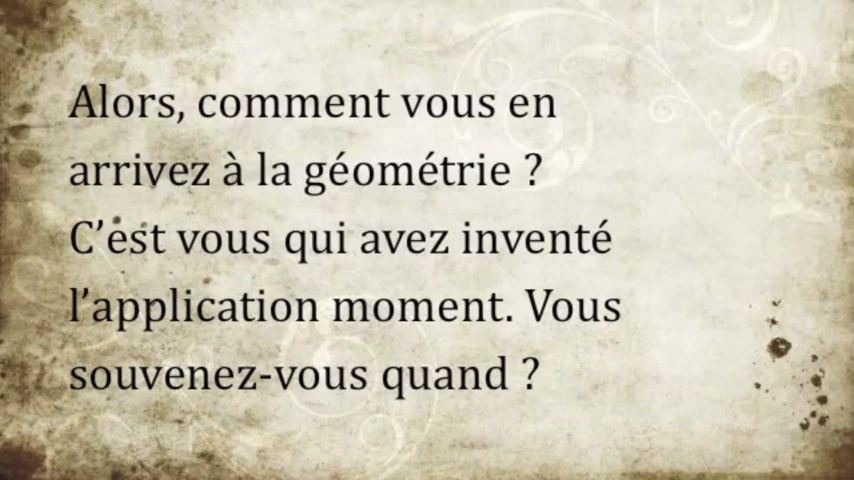 Alors, comment vous en
arrivez à la géométrie ?
C’est vous qui avez inventé
l’application moment. Vous
souvenez-vous quand ?